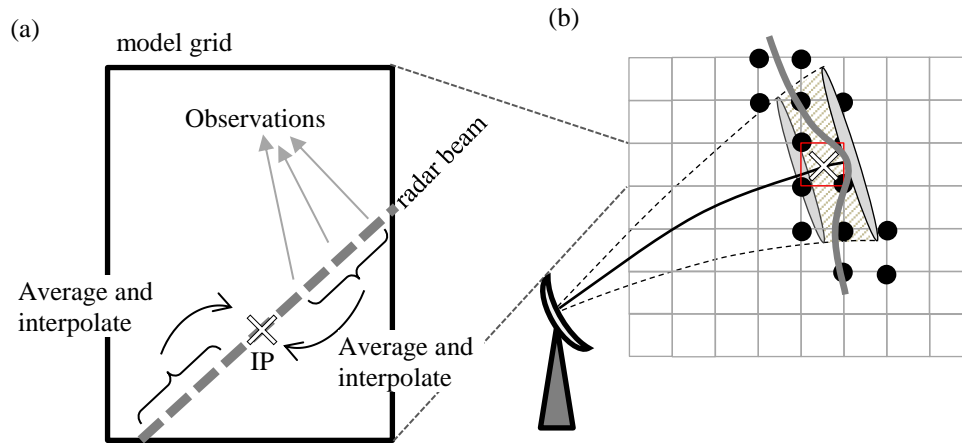 (a)
model grid
Observations
radar beam
Average and
interpolate
IP
Average and
interpolate
(b)